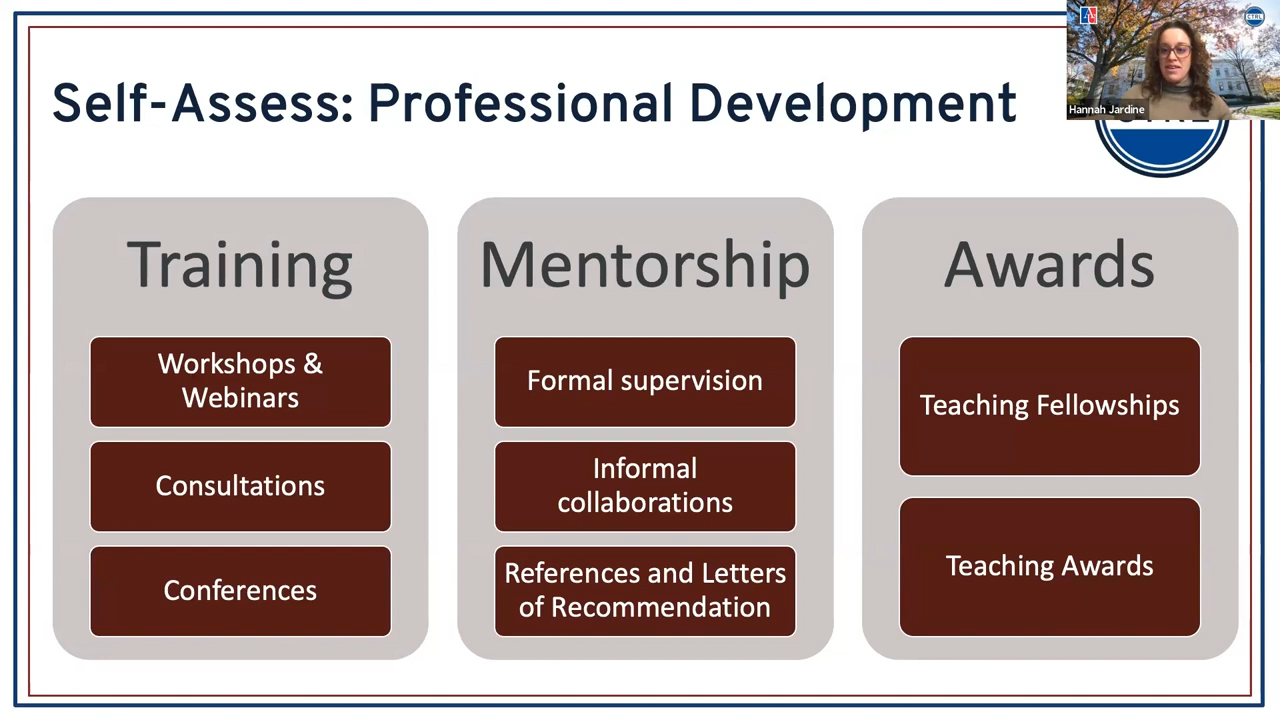 Self-Assess: Professional Development
Hannah Jardine
CTRL
Training
Workshops &
Webinars
Consultations
Conferences
Mentorship
Formal supervision
Informal
collaborations
References and Letters
of Recommendation
Awards
Teaching Fellowships
Teaching Awards